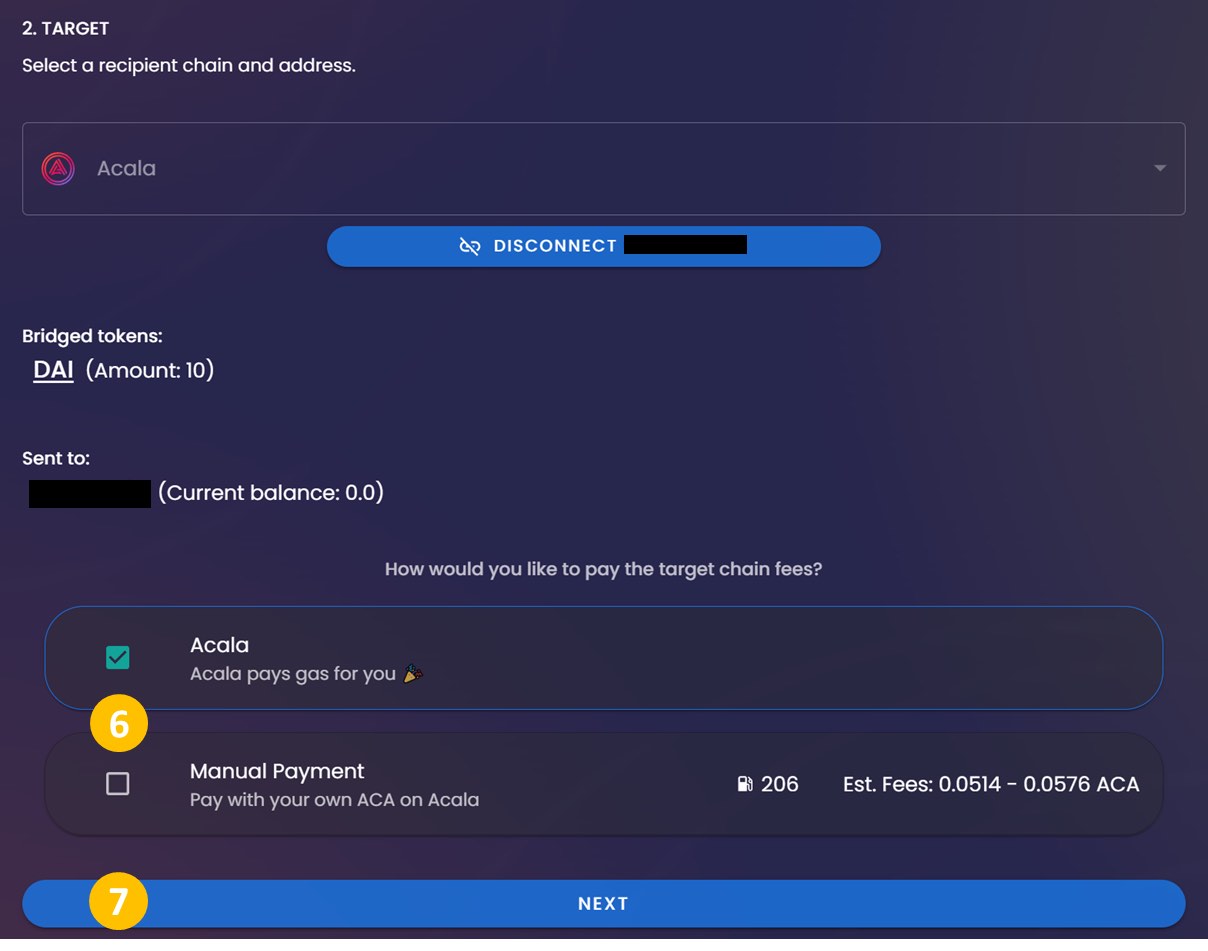 2. TARGET
Select a recipient chain and address.
Acala
DISCONNECT
Bridged tokens:
DAI (Amount: 10)
Sent to:
(Current balance: 0.0)
How would you like to pay the target chain fees?
Acala
Acala pays gas for you
6
Manual Payment
Pay with your own ACA on Acala
206 Est. Fees: 0.0514 - 0.0576 ACA
7
NEXT